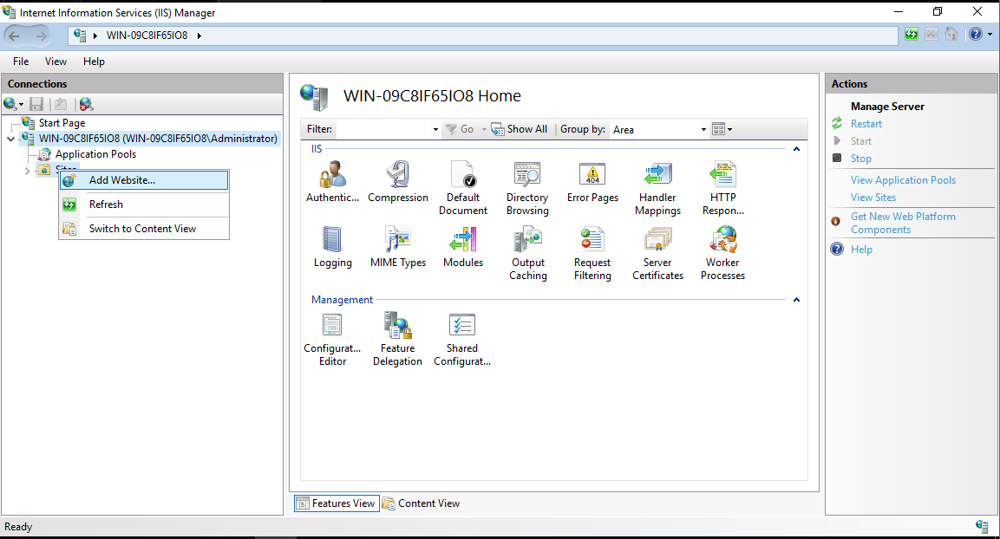 Internet Information Services (IIS) Manager
WIN-09C8IF65IO8
File View Help
Connections
Start Page
WIN-09C8IF65IO8 (WIN-09C8IF65IO8\Administrator)
Application Pools
Add Website...
Refresh
Switch to Content View
WIN-09C8IF65IO8 Home
Filter: Go Show All Group by: Area
IIS
Authentic... Compression Default Document Directory Browsing Error Pages Handler Mappings HTTP Respon...
Logging MIME Types Modules Output Caching Request Filtering Server Certificates Worker Processes
Management
Configurat... Editor Feature Delegation Shared Configurat...
Features View Content View
Actions
Manage Server
Restart
Start
Stop
View Application Pools
View Sites
Get New Web Platform
Components
Help
Ready